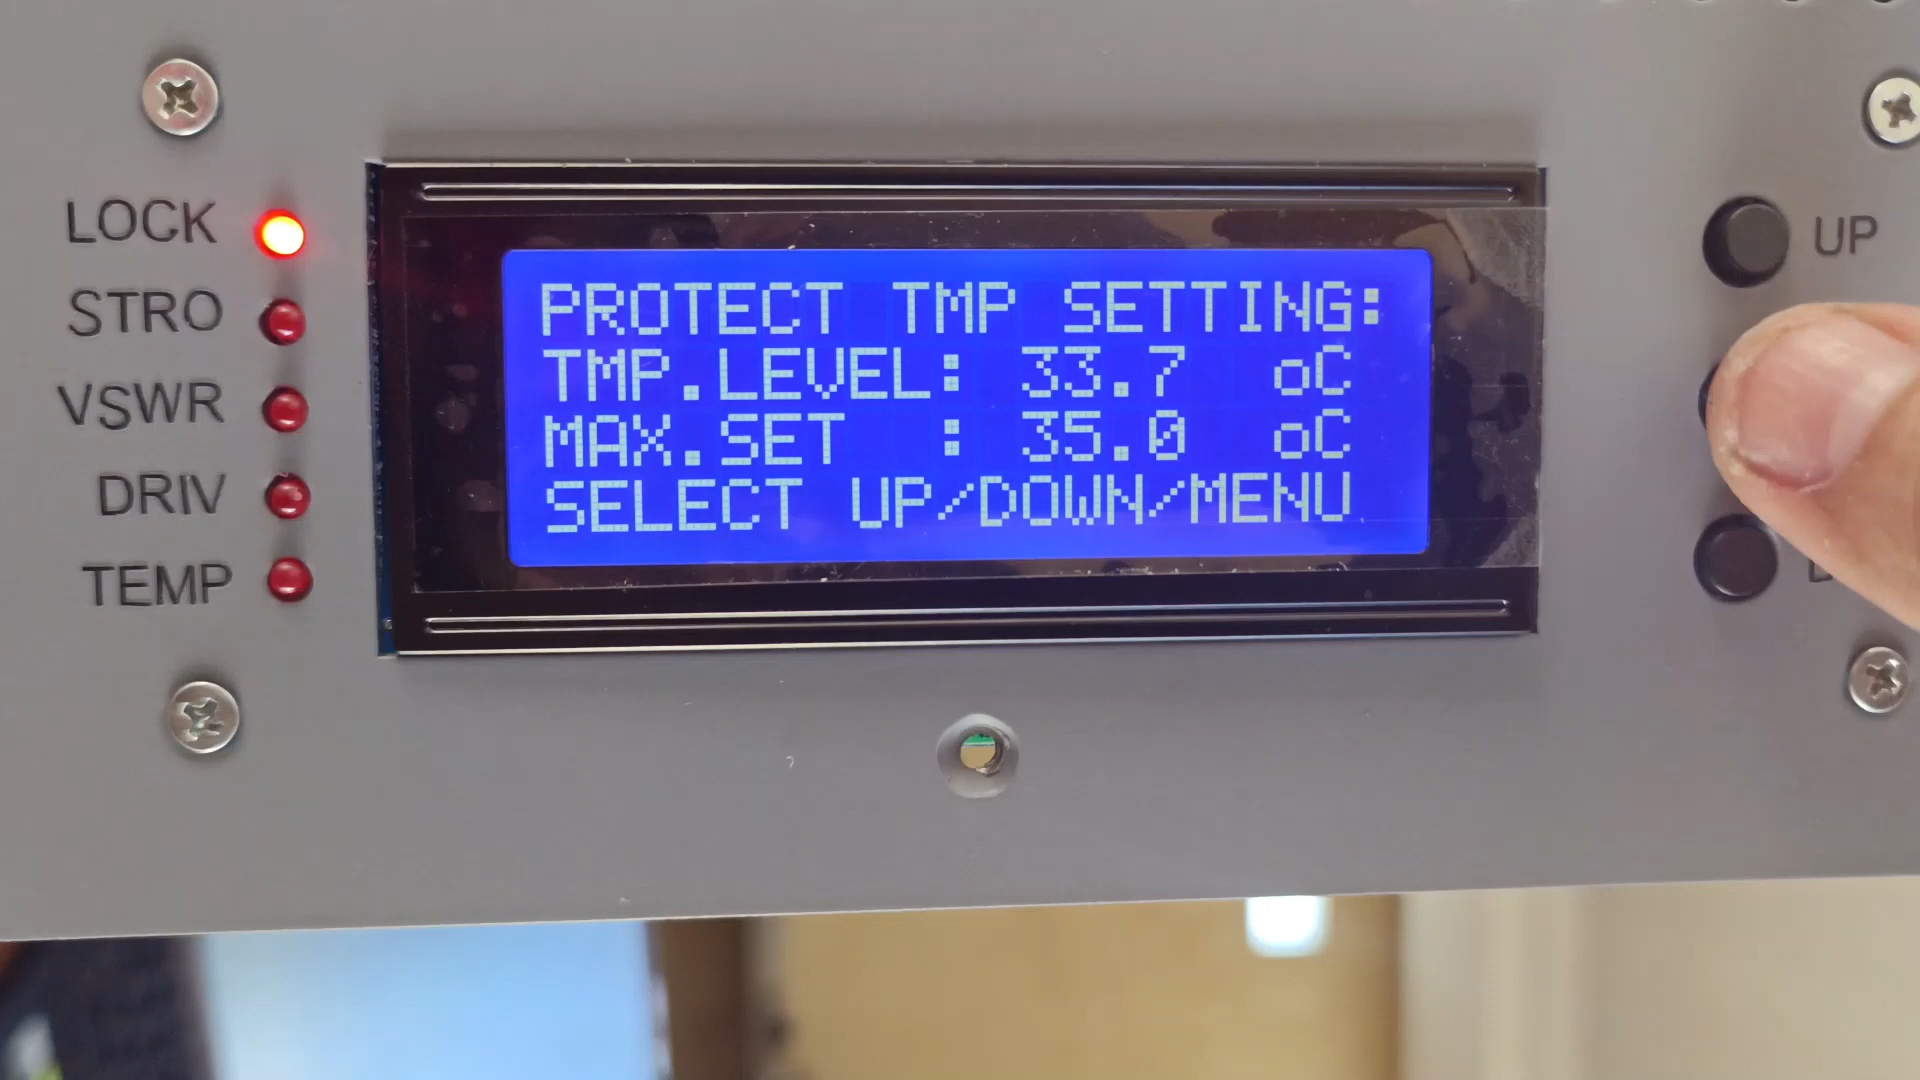 LOCK
STRO
VSWR
DRIV
TEMP
PROTECT TMP SETTING:
TMP.LEVEL: 33.7 oC
MAX.SET : 35.0 oC
SELECT UP/DOWN/MENU
UP